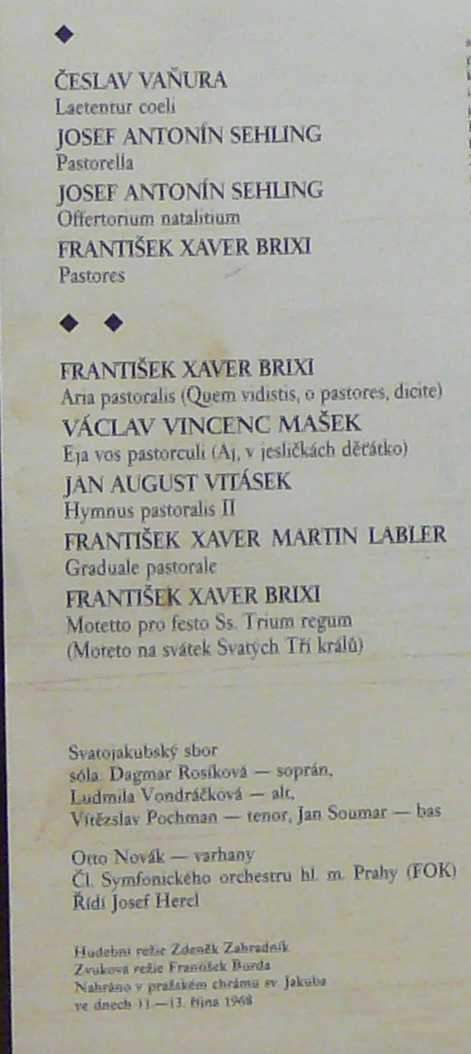 ČESLAV VAŇURA
Laetentur coeli
JOSEF ANTONÍN SEHLING
Pastorella
JOSEF ANTONÍN SEHLING
Offertorium natalitium
FRANTIŠEK XAVER BRIXI
Pastores
FRANTIŠEK XAVER BRIXI
Aria pastoralis (Quem vidistis, o pastores, dicite)
VÁCLAV VINCENC MAŠEK
Eja vos pastorculi (Aj, v jesličkách děťátko)
JAN AUGUST VITÁSEK
Hymnus pastoralis II
FRANTIŠEK XAVER MARTIN LABLER
Graduale pastorale
FRANTIŠEK XAVER BRIXI
Motetto pro festo Ss. Trium regum
(Moteto na svátek Svatých Tří králů)
Svatojakubský sbor
sóla: Dagmar Rosíková — soprán,
Ludmila Vondráčková — alt,
Vítězslav Pochman — tenor, Jan Soumar — bas
Otto Novák — varhany
Čl. Symfonického orchestru hl. m. Prahy (FOK)
Řídí Josef Hercl
Hudební režie Zdeněk Zahradník
Zvuková režie František Burda
Nahráno v pražském chrámu sv. Jakuba
ve dnech 11.—13. října 1968